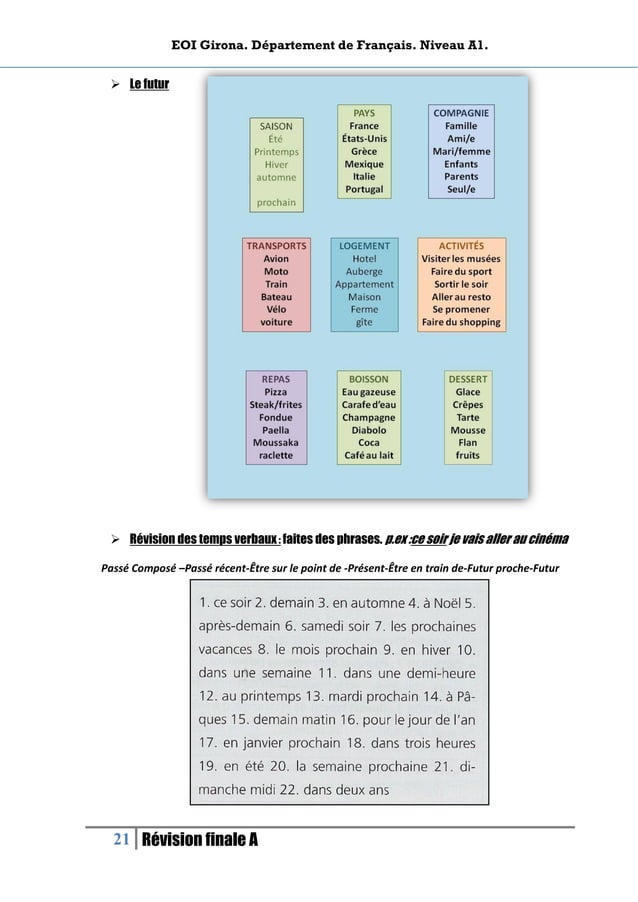 EOI Girona. Département de Français. Niveau A1.
➢ Le futur
SAISON
Été
Printemps
Hiver
automne
prochain
PAYS
France
États-Unis
Grèce
Mexique
Italie
Portugal
COMPAGNIE
Famille
Ami/e
Mari/femme
Enfants
Parents
Seul/e
TRANSPORTS
Avion
Moto
Train
Bateau
Vélo
voiture
LOGEMENT
Hotel
Auberge
Appartement
Maison
Ferme
gîte
ACTIVITÉS
Visiter les musées
Faire du sport
Sortir le soir
Aller au resto
Se promener
Faire du shopping
REPAS
Pizza
Steak/frites
Fondue
Paella
Moussaka
raclette
BOISSON
Eau gazeuse
Carafe d'eau
Champagne
Diabolo
Coca
Café au lait
DESSERT
Glace
Crêpes
Tarte
Mousse
Flan
fruits
➢ Révision des temps verbaux : faites des phrases. p.ex :ce soir je vais aller au cinéma
Passé Composé –Passé récent-Être sur le point de -Présent-Être en train de-Futur proche-Futur
1. ce soir 2. demain 3. en automne 4. à Noël 5.
après-demain 6. samedi soir 7. les prochaines
vacances 8. le mois prochain 9. en hiver 10.
dans une semaine 11. dans une demi-heure
12. au printemps 13. mardi prochain 14. à Pâ-
ques 15. demain matin 16. pour le jour de l'an
17. en janvier prochain 18. dans trois heures
19. en été 20. la semaine prochaine 21. di-
manche midi 22. dans deux ans
21 Révision finale A